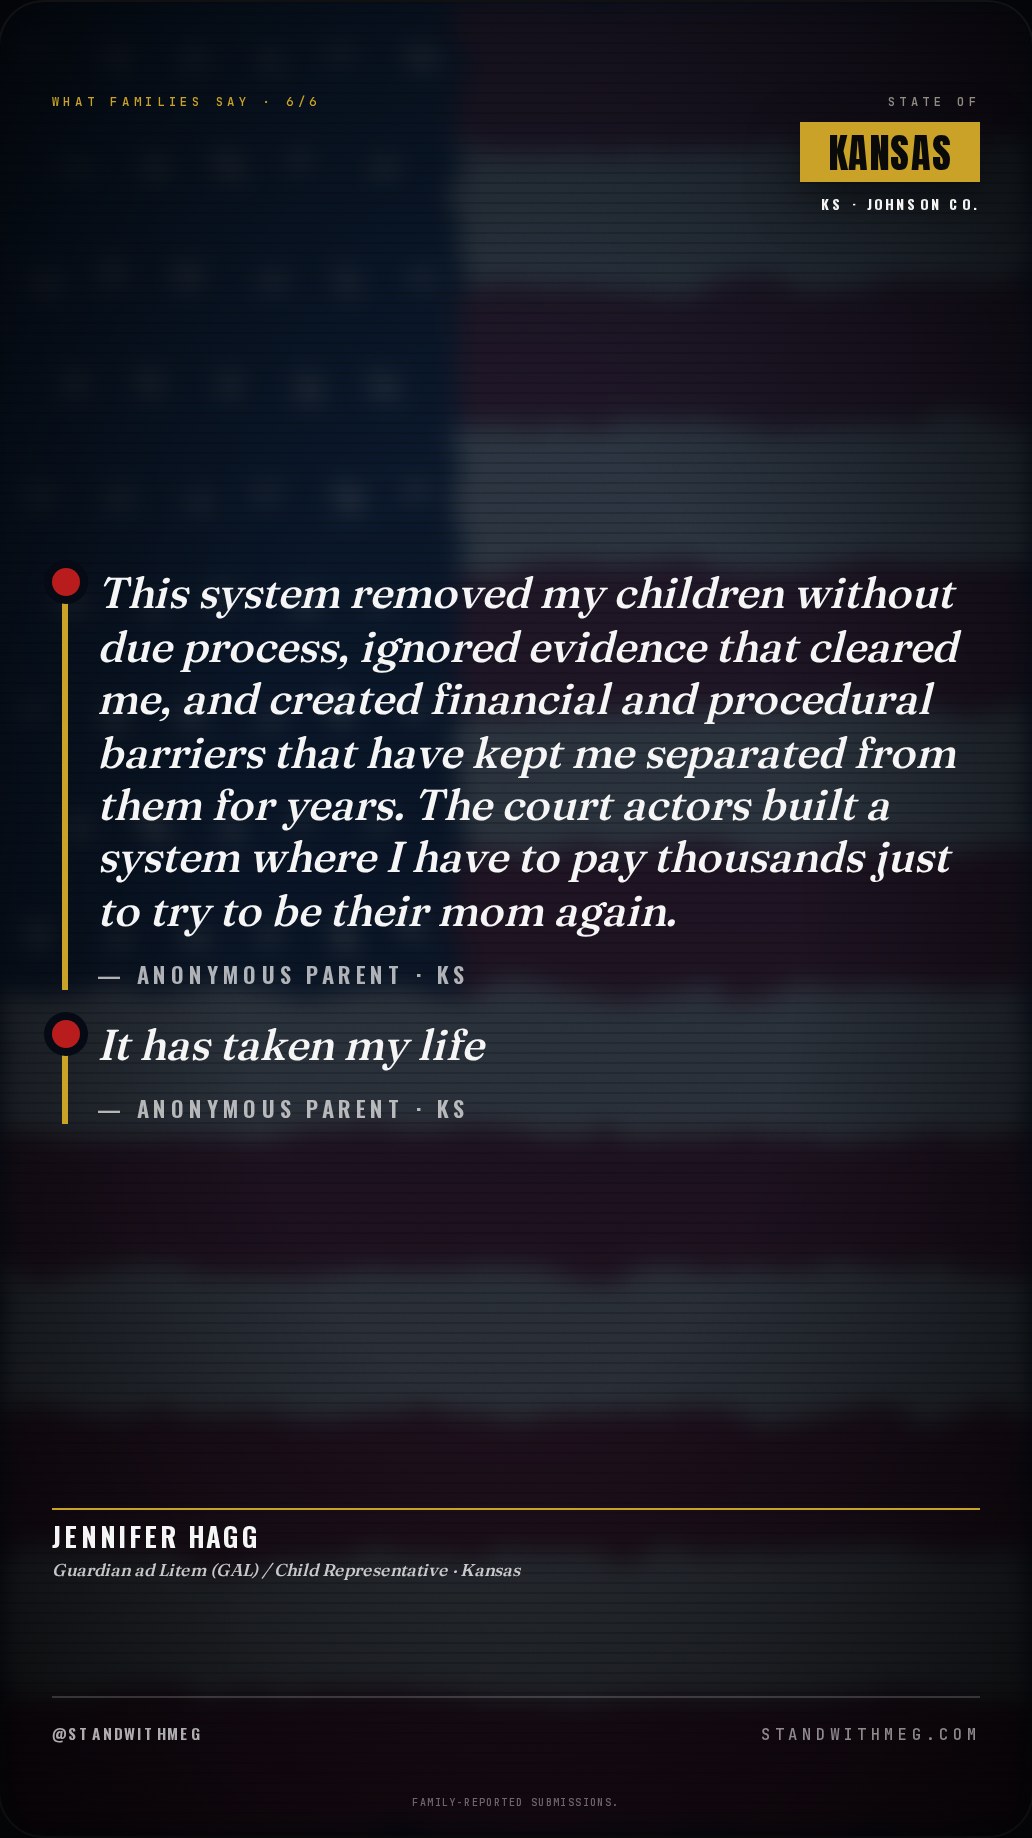 WHAT FAMILIES SAY · 6/6
STATE OF
KANSAS
KS · JOHNSON CO.
This system removed my children without
due process, ignored evidence that cleared
me, and created financial and procedural
barriers that have kept me separated from
them for years. The court actors built a
system where I have to pay thousands just
to try to be their mom again.
— ANONYMOUS PARENT · KS
It has taken my life
— ANONYMOUS PARENT · KS
JENNIFER HAGG
Guardian ad Litem (GAL) / Child Representative · Kansas
@STANDWITHMEG
STANDWITHMEG.COM
FAMILY-REPORTED SUBMISSIONS.